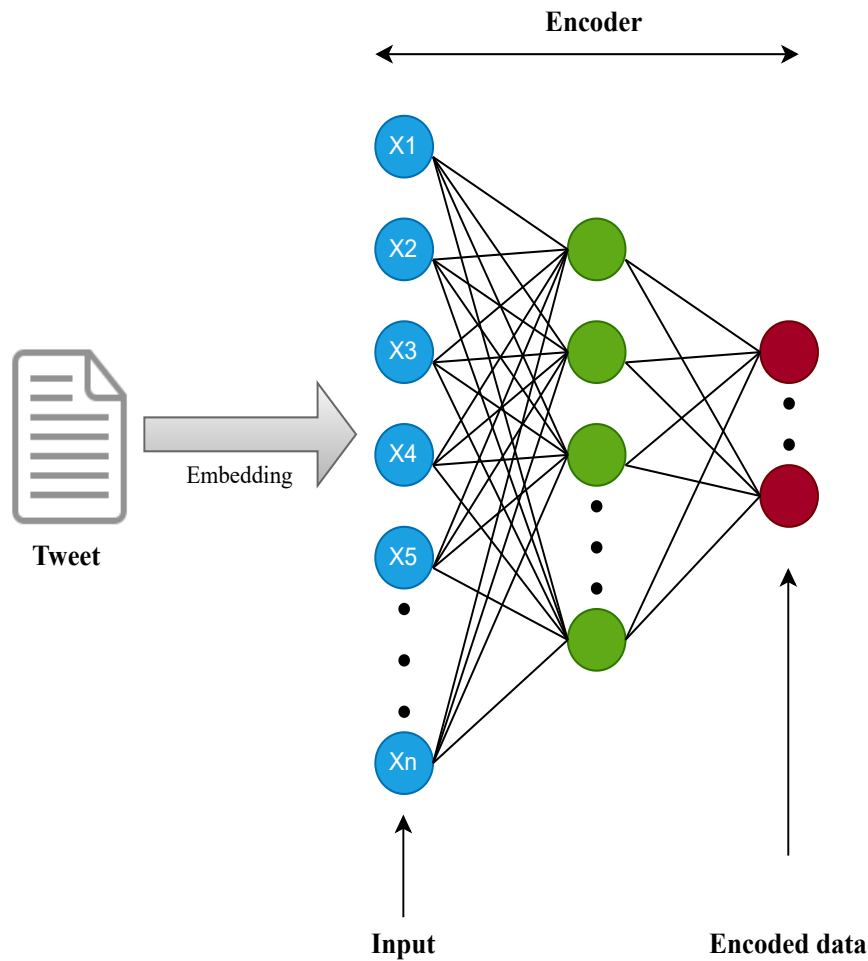 Encoder
X1
X2
X3
X4
Embedding
Tweet
X5
Xn
Input
Encoded data